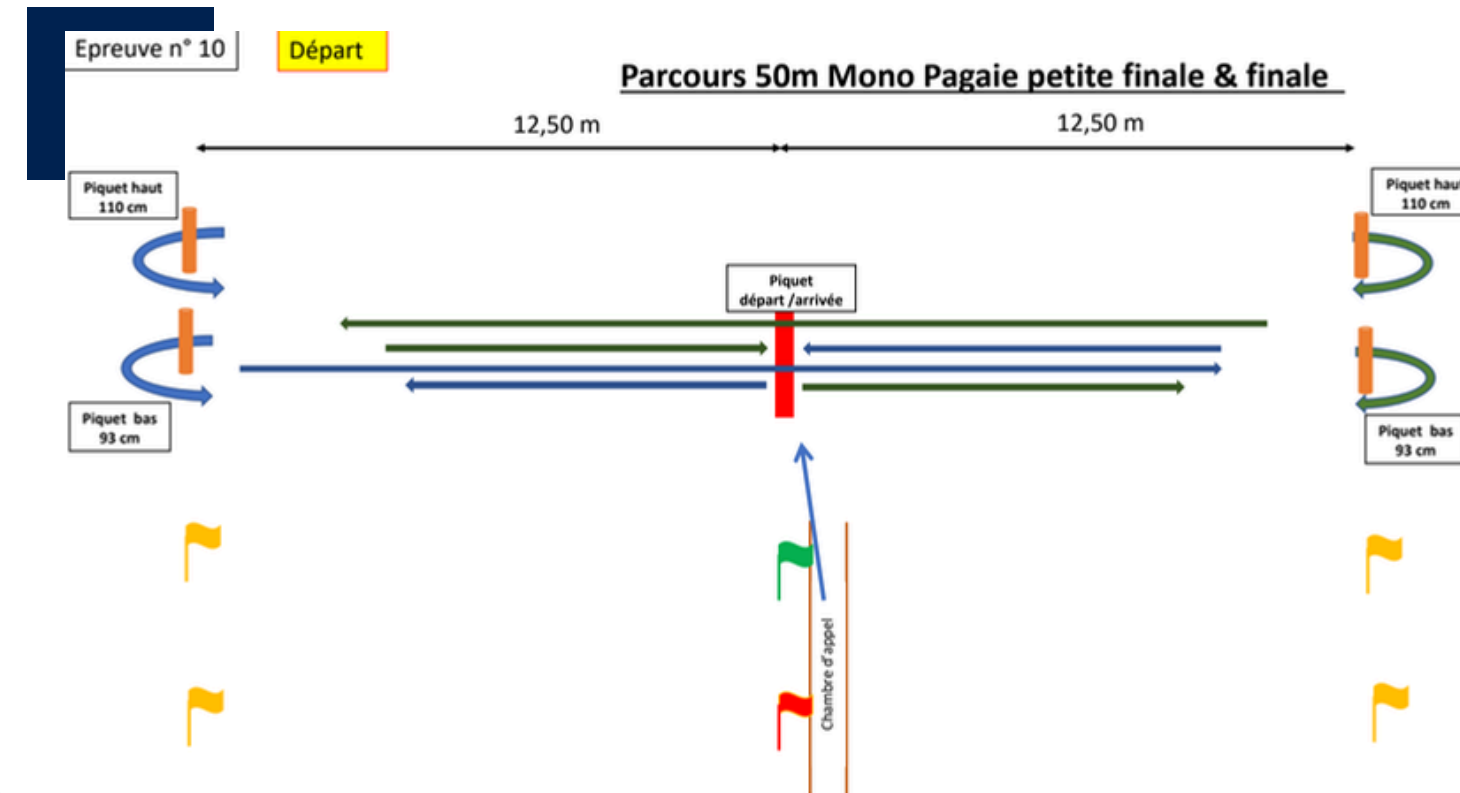 Epreuve n° 10
Départ
Parcours 50m Mono Pagaie petite finale & finale
12,50 m
12,50 m
Piquet haut
110 cm
Piquet haut
110 cm
Piquet
départ /arrivée
Piquet bas
93 cm
Piquet bas
93 cm
Chambre d'appel